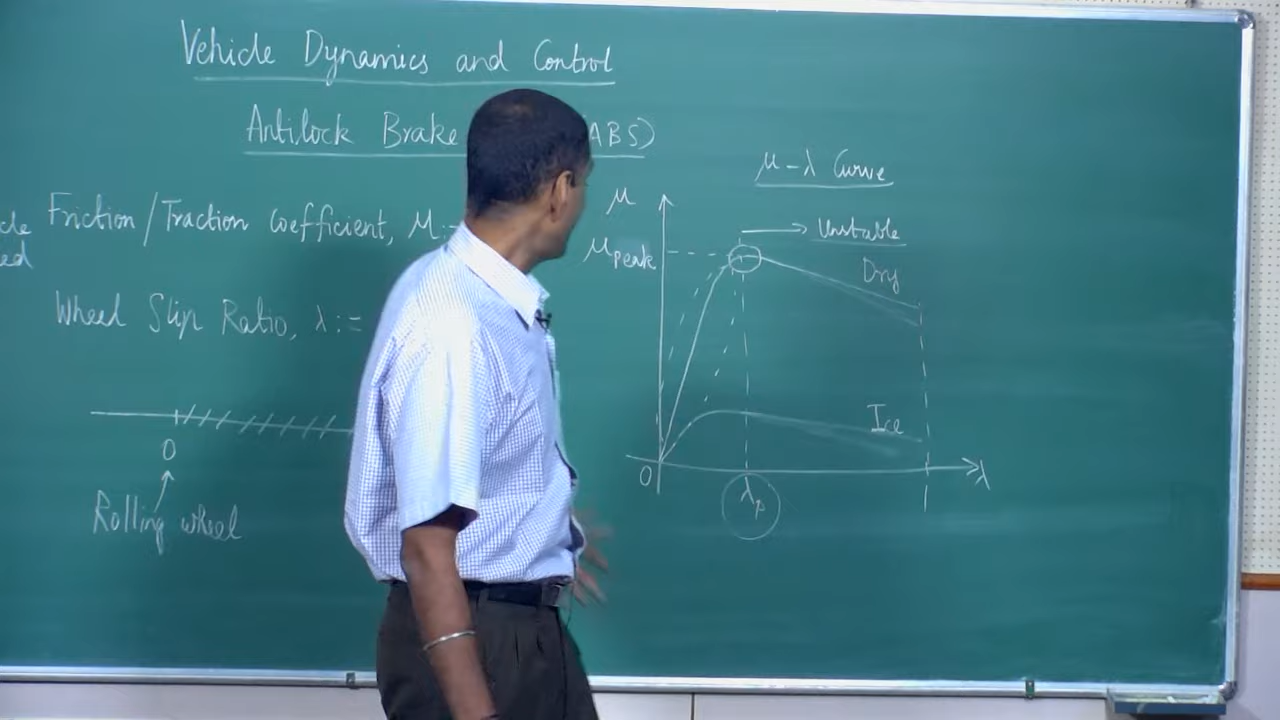 Vehicle Dynamics and Control
Antilock Brake ABS)
Friction/Traction Coefficient, μ:
Wheel Slip Ratio, λ :=
0
Rolling wheel
μ-λ Curve
μ
μpeak
Unstable
Dry
Ice
0
λp
1
λ